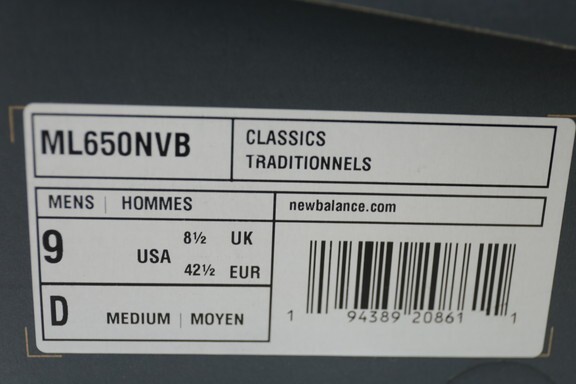 ML650NVB
CLASSICS
TRADITIONNELS
MENS | HOMMES
newbalance.com
9 USA 8½ UK
42½ EUR
D MEDIUM | MOYEN
1 94389 20861 1